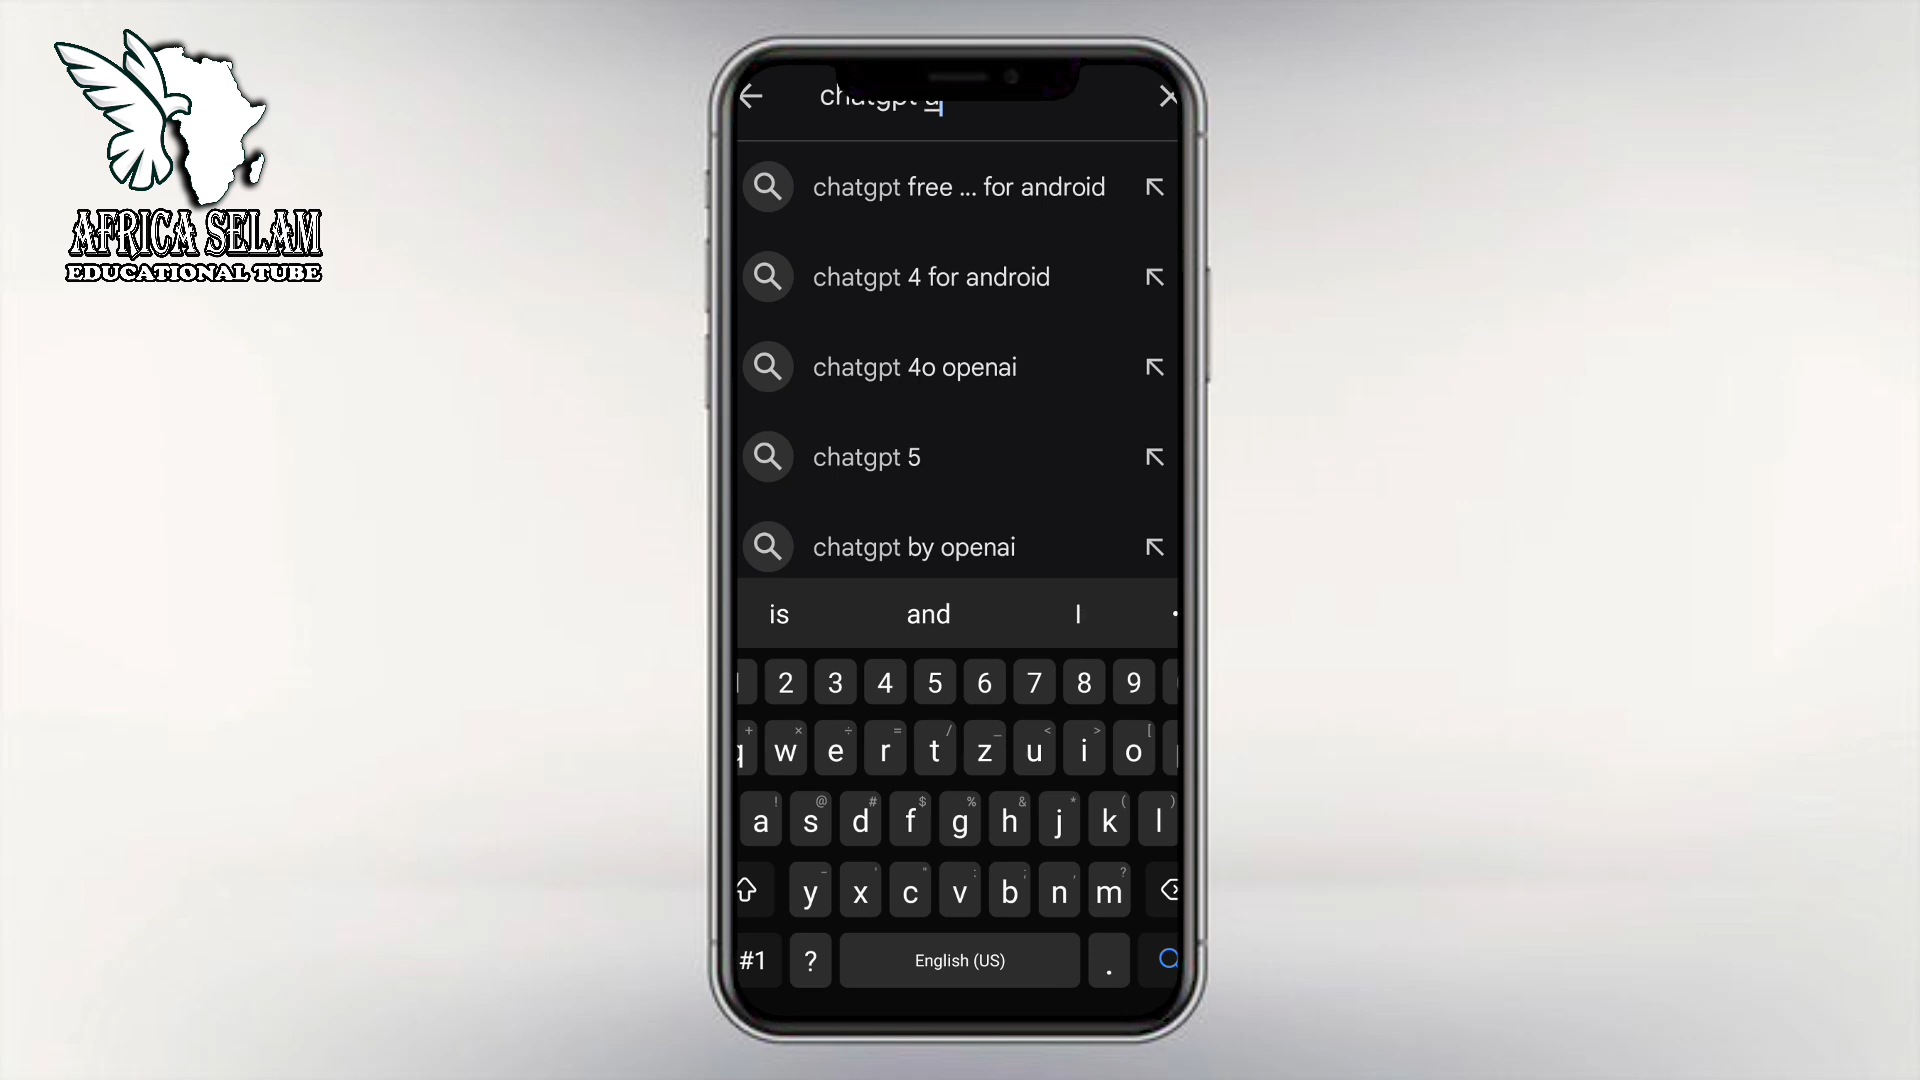 AFRICA SELAM
EDUCATIONAL TUBE
chatgpt
chatgpt free ... for android
chatgpt 4 for android
chatgpt 4o openai
chatgpt 5
chatgpt by openai
is and I
2 3 4 5 6 7 8 9
+ × ÷ = / _ < > [
q w e r t z u i o
! @ # $ % & * ( )
a s d f g h j k l
- ' " : ; , ?
y x c v b n m
#1 ? English (US) .